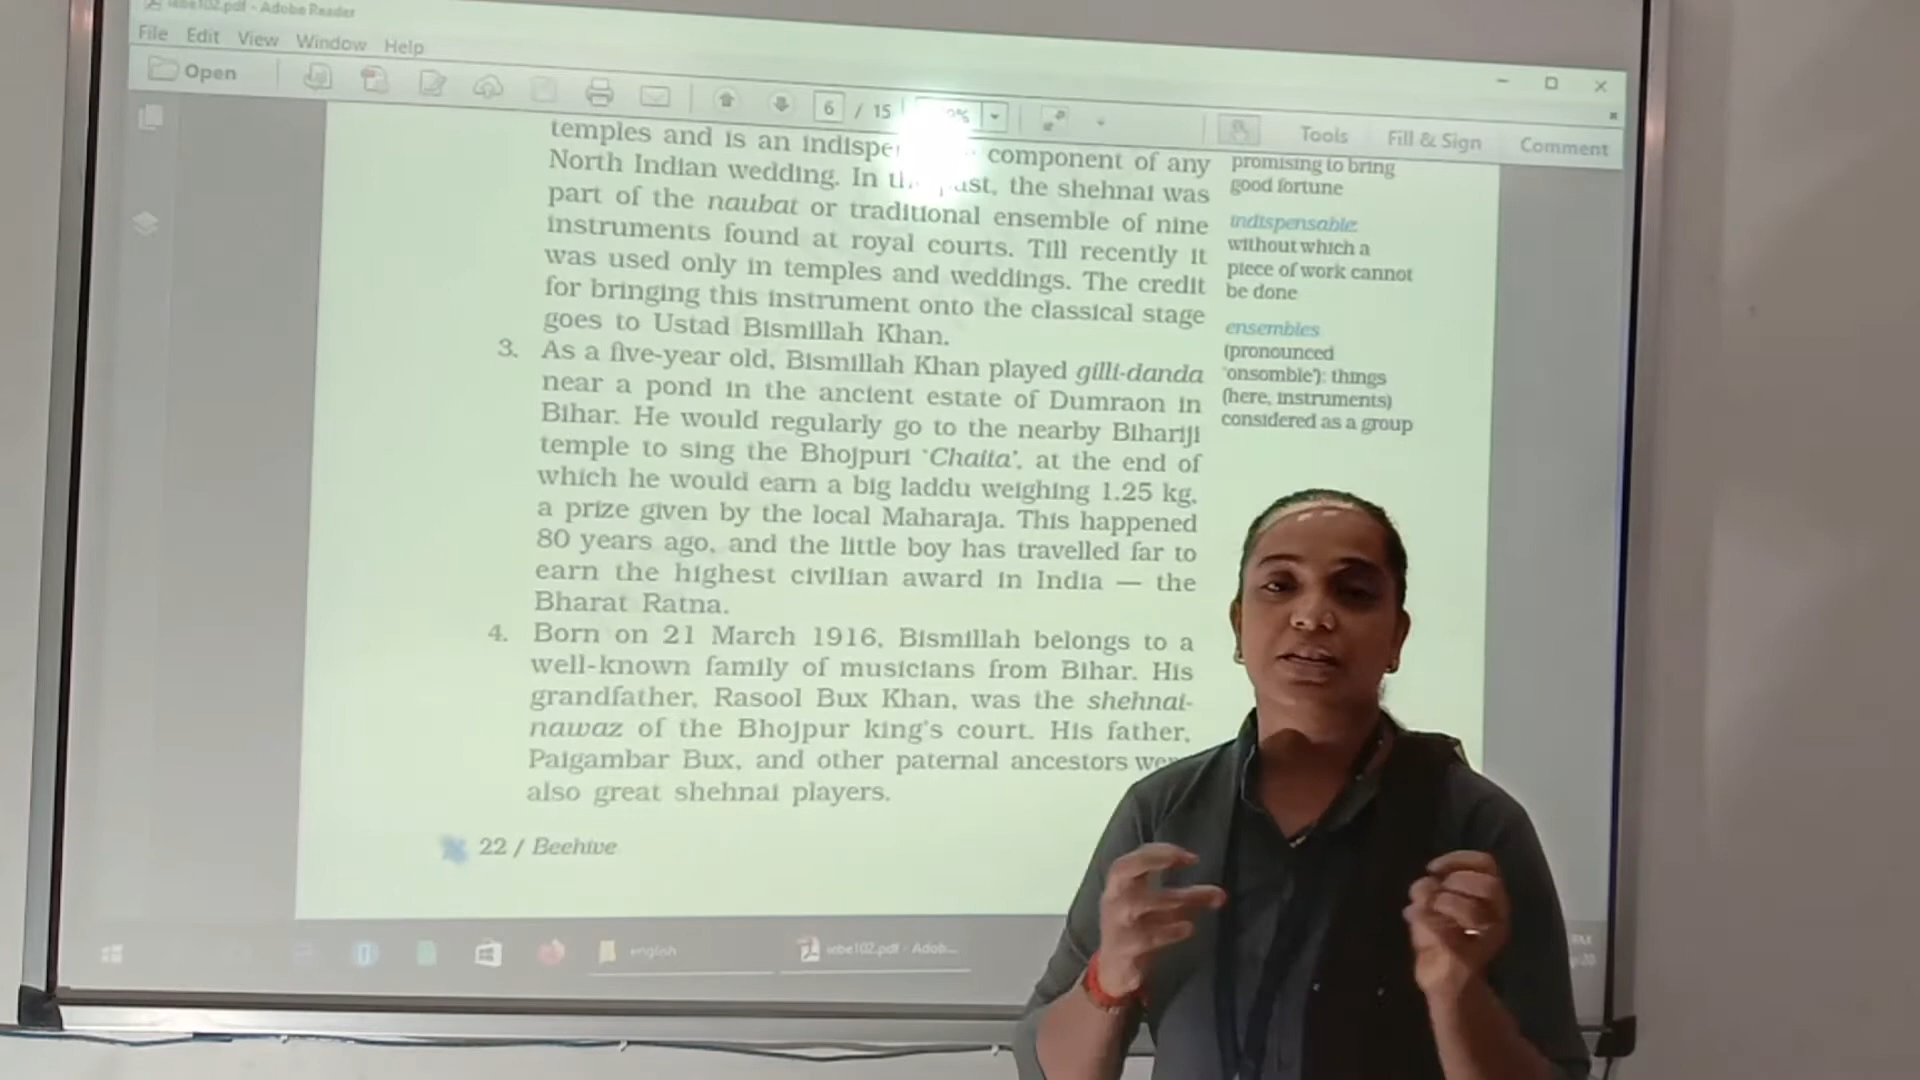 iebe102.pdf - Adobe Reader
File Edit View Window Help
Open
6 / 15
Tools Fill & Sign Comment
temples and is an component of any
North Indian wedding. In the past, the shehnai was
part of the naubat or traditional ensemble of nine
instruments found at royal courts. Till recently it
was used only in temples and weddings. The credit
for bringing this instrument onto the classical stage
goes to Ustad Bismillah Khan.
3. As a five-year old, Bismillah Khan played gilli-danda
near a pond in the ancient estate of Dumraon in
Bihar. He would regularly go to the nearby Bihariji
temple to sing the Bhojpuri ‘Chaita’, at the end of
which he would earn a big laddu weighing 1.25 kg,
a prize given by the local Maharaja. This happened
80 years ago, and the little boy has travelled far to
earn the highest civilian award in India — the
Bharat Ratna.
4. Born on 21 March 1916, Bismillah belongs to a
well-known family of musicians from Bihar. His
grandfather, Rasool Bux Khan, was the shehnai-
nawaz of the Bhojpur king's court. His father,
Paigambar Bux, and other paternal ancestors
also great shehnai players.
22 / Beehive
promising to bring
good fortune
indispensable:
without which a
piece of work cannot
be done
ensembles
(pronounced
‘onsomble’): things
(here, instruments)
considered as a group
english
iebe102.pdf - Adob...